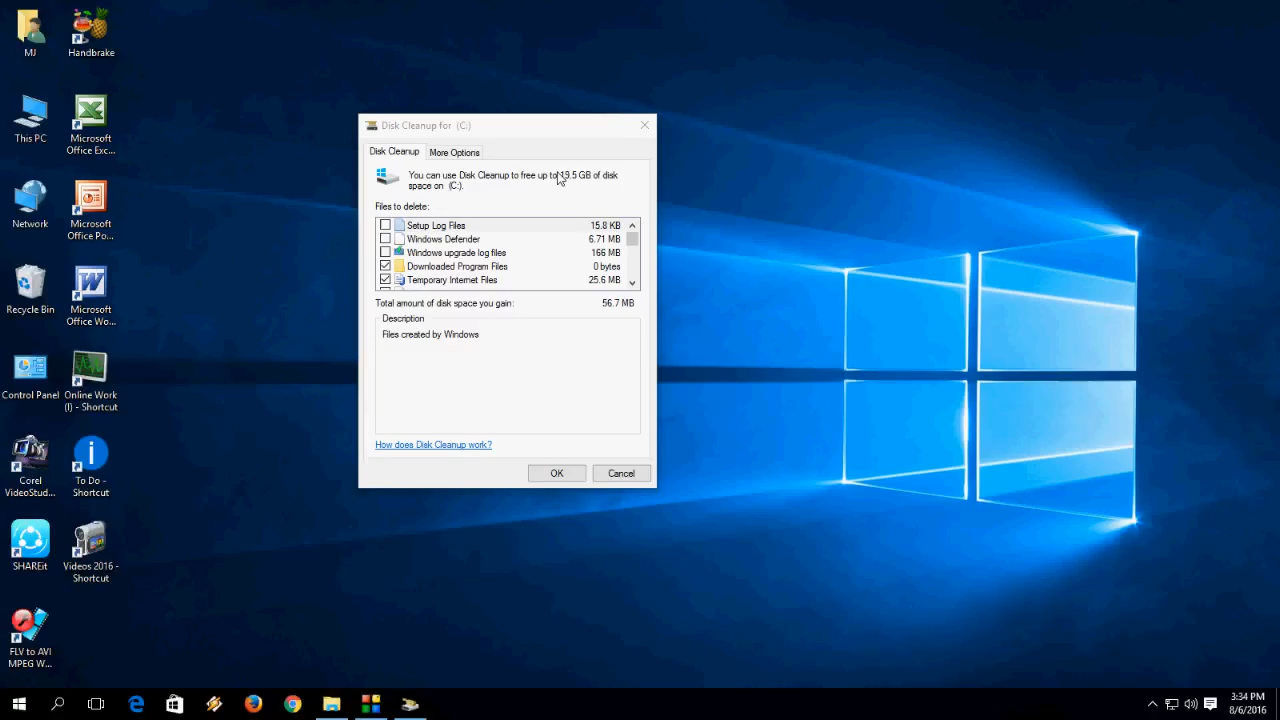 MJ
Handbrake
This PC
Microsoft
Office Exc...
Network
Microsoft
Office Po...
Recycle Bin
Microsoft
Office Wo...
Control Panel
Online Work
(I) - Shortcut
Corel
VideoStud...
To Do -
Shortcut
SHAREit
Videos 2016 -
Shortcut
FLV to AVI
MPEG W...
Disk Cleanup for (C:)
Disk Cleanup
More Options
You can use Disk Cleanup to free up to 19.5 GB of disk
space on (C:).
Files to delete:
Setup Log Files 15.8 KB
Windows Defender 6.71 MB
Windows upgrade log files 166 MB
Downloaded Program Files 0 bytes
Temporary Internet Files 25.6 MB
Total amount of disk space you gain: 56.7 MB
Description
Files created by Windows
How does Disk Cleanup work?
OK
Cancel
3:34 PM
8/6/2016